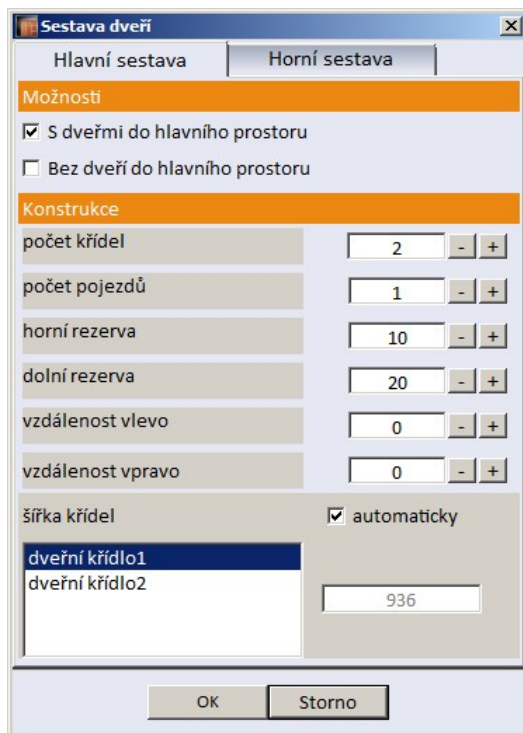 Sestava dveří
Hlavní sestava Horní sestava
Možnosti
S dveřmi do hlavního prostoru
Bez dveří do hlavního prostoru
Konstrukce
počet křídel 2 - +
počet pojezdů 1 - +
horní rezerva 10 - +
dolní rezerva 20 - +
vzdálenost vlevo 0 - +
vzdálenost vpravo 0 - +
šířka křídel automaticky
dveřní křídlo1
dveřní křídlo2
936
OK Storno